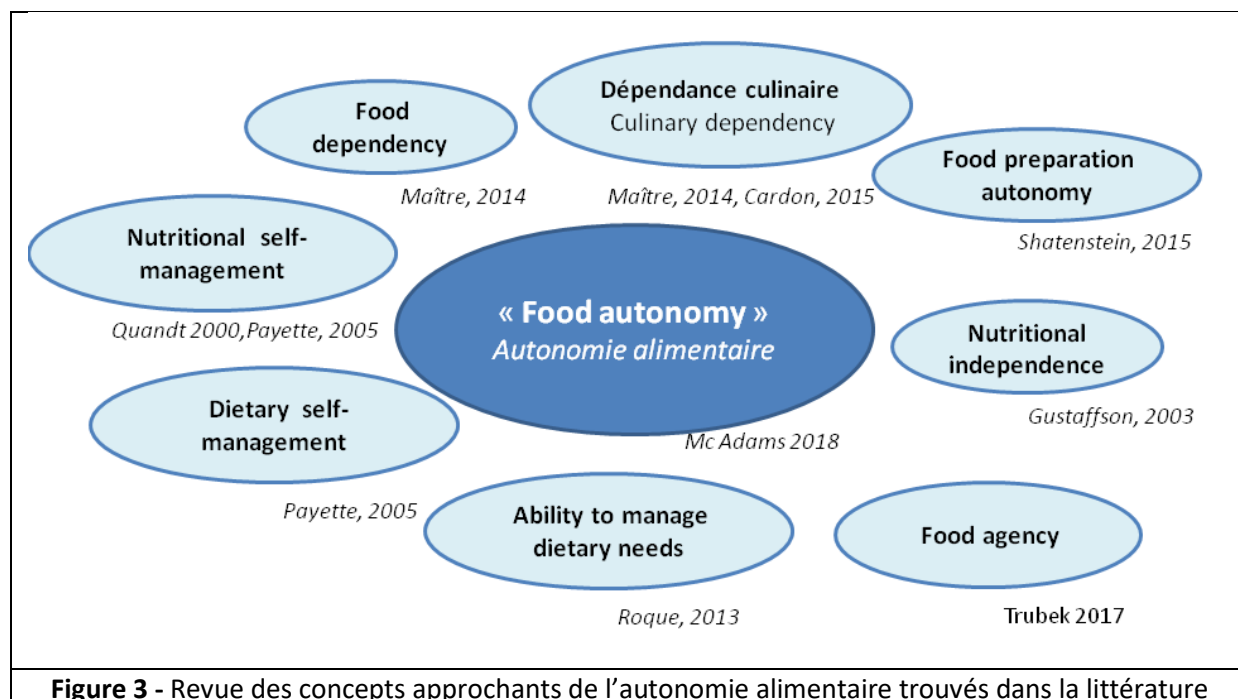 Dépendance culinaire
Culinary dependency
Food
dependency
Maître, 2014
Maître, 2014, Cardon, 2015
Food preparation
autonomy
Shatenstein, 2015
Nutritional self-
management
Quandt 2000,Payette, 2005
« Food autonomy »
Autonomie alimentaire
Mc Adams 2018
Nutritional
independence
Gustaffson, 2003
Dietary self-
management
Payette, 2005
Ability to manage
dietary needs
Roque, 2013
Food agency
Trubek 2017
Figure 3 - Revue des concepts approchants de l’autonomie alimentaire trouvés dans la littérature